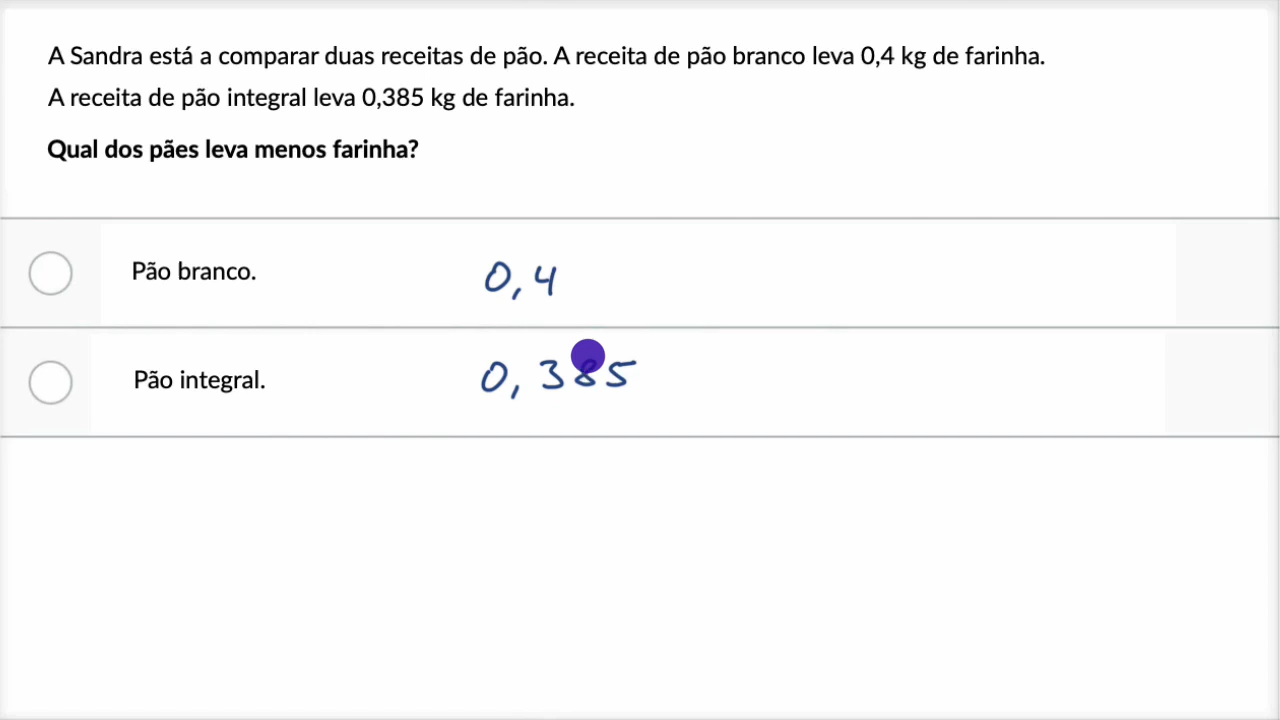 A Sandra está a comparar duas receitas de pão. A receita de pão branco leva 0,4 kg de farinha.
A receita de pão integral leva 0,385 kg de farinha.
Qual dos pães leva menos farinha?
Pão branco. 0,4
Pão integral. 0,385